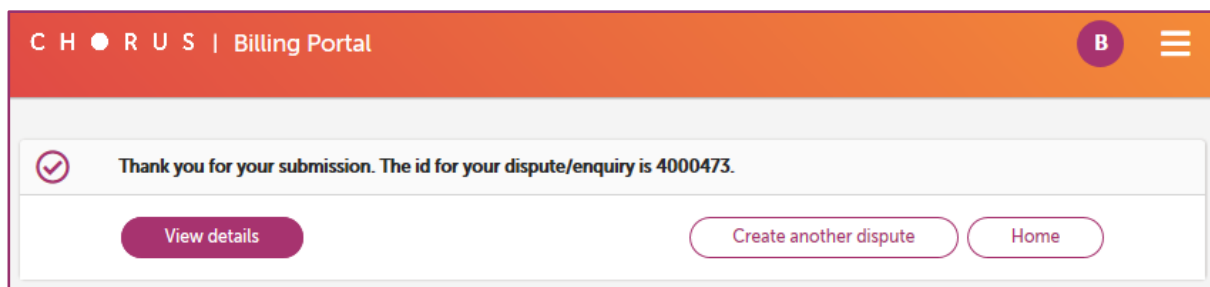 CHORUS | Billing Portal
B
Thank you for your submission. The id for your dispute/enquiry is 4000473.
View details
Create another dispute
Home